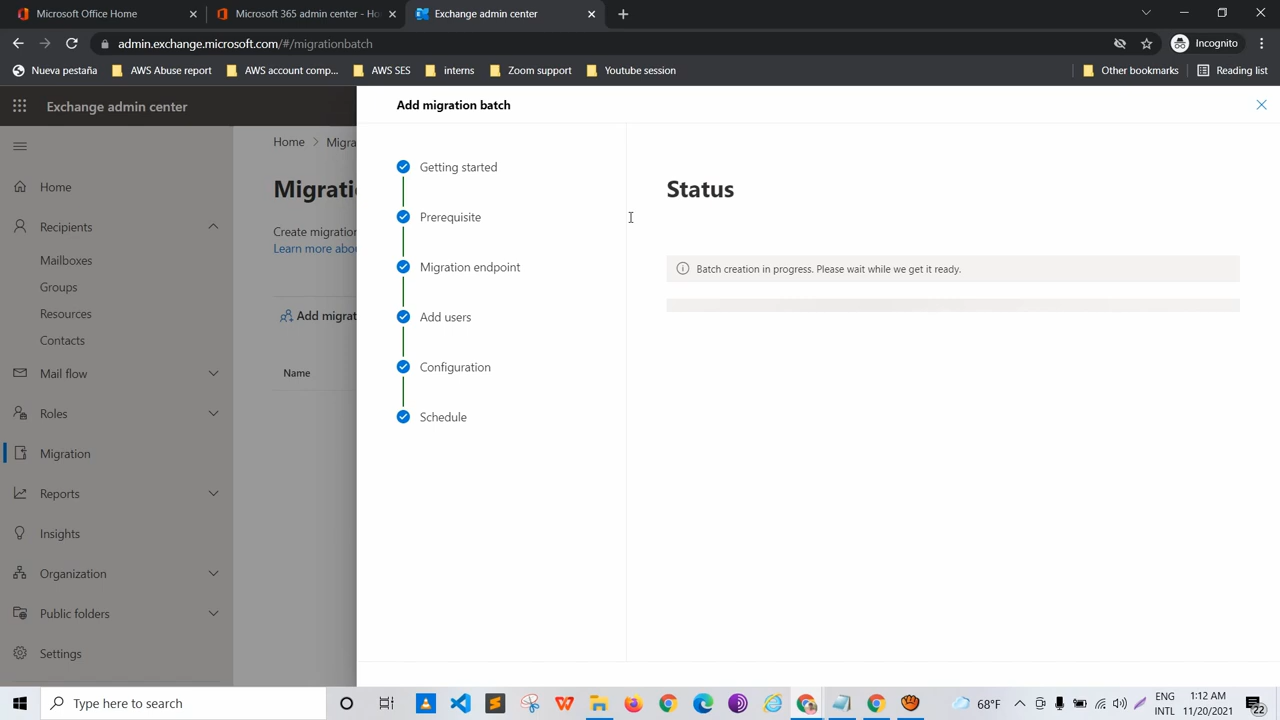 Microsoft Office Home
Microsoft 365 admin center - Ho
Exchange admin center
admin.exchange.microsoft.com/#/migrationbatch
Incognito
Nueva pestaña
AWS Abuse report
AWS account comp...
AWS SES
interns
Zoom support
Youtube session
Other bookmarks
Reading list
Exchange admin center
Home
Recipients
Mailboxes
Groups
Resources
Contacts
Mail flow
Roles
Migration
Reports
Insights
Organization
Public folders
Settings
Home > Migra
Migrati
Create migration
Learn more abou
Add migrat
Name
Add migration batch
Getting started
Prerequisite
Migration endpoint
Add users
Configuration
Schedule
Status
Batch creation in progress. Please wait while we get it ready.
Type here to search
68°F
ENG
INTL
1:12 AM
11/20/2021
22